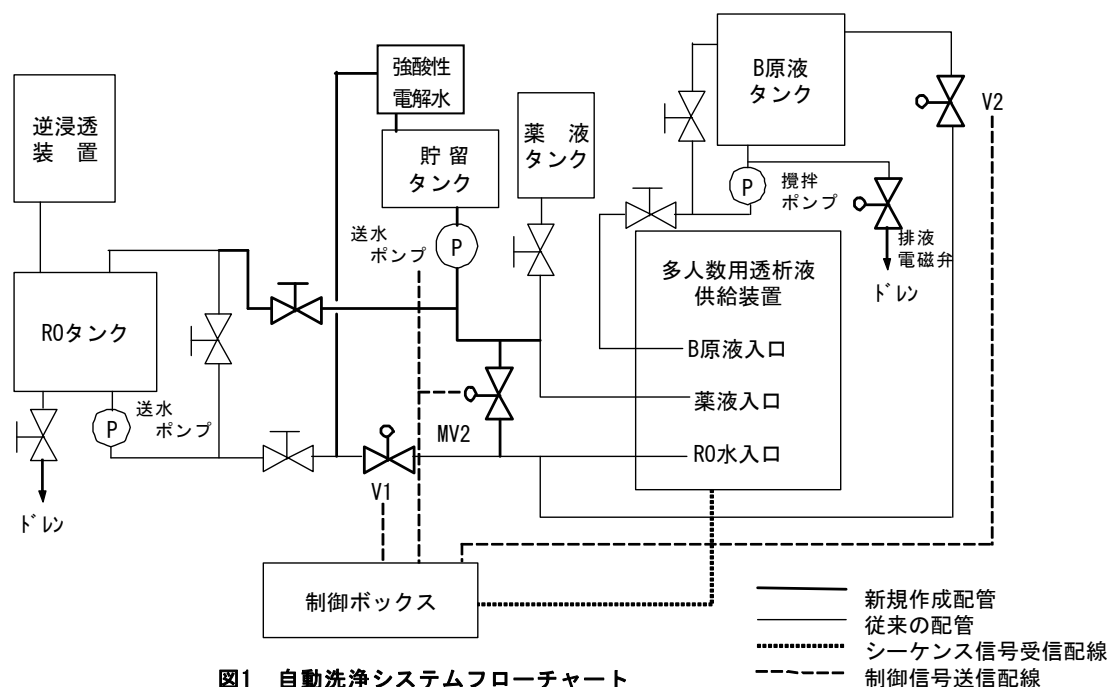 強酸性
電解水
B原液
タンク
V2
逆浸透
装　置
貯 留
タンク
薬　液
タンク
P
攪拌
ポンプ
送水
ポンプ
P
排液
電磁弁
ﾄﾞﾚﾝ
多人数用透析液
供給装置
ROタンク
B原液入口
薬液入口
P
送水
ポンプ
MV2
RO水入口
V1
ﾄﾞﾚﾝ
制御ボックス
新規作成配管
従来の配管
シーケンス信号受信配線
制御信号送信配線
図1　自動洗浄システムフローチャート